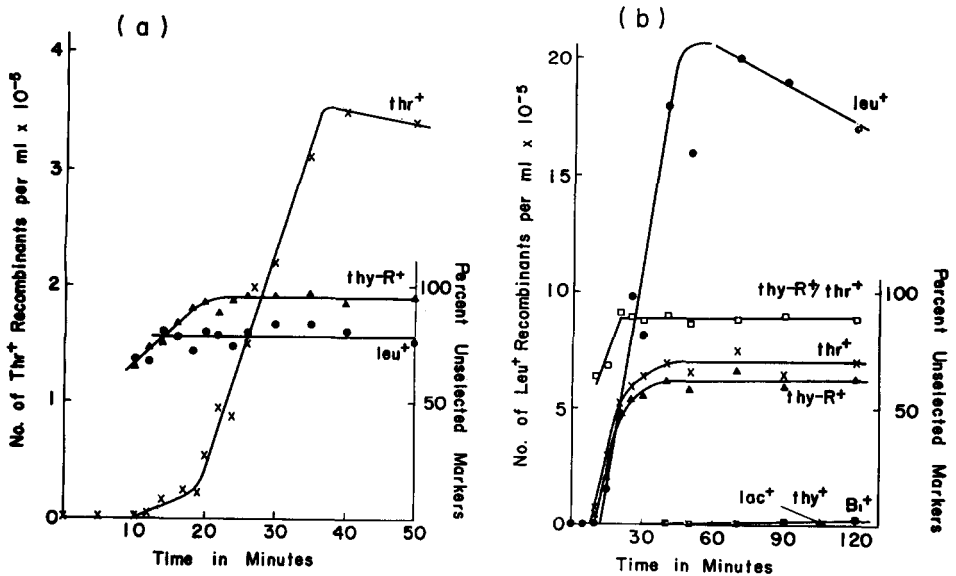 (a)
No. of Thr+ Recombinants per ml × 10⁻⁵
4
3
2
1
0
thr+
thy-R+
leu+
100
50
Percent Unselected Markers
10 20 30 40 50
Time in Minutes
(b)
No. of Leu+ Recombinants per ml × 10⁻⁵
20
15
10
5
0
leu+
thy-R+/thr+
thr+
thy-R+
lac+ thy+ B₁+
100
50
Percent Unselected Markers
30 60 90 120
Time in Minutes